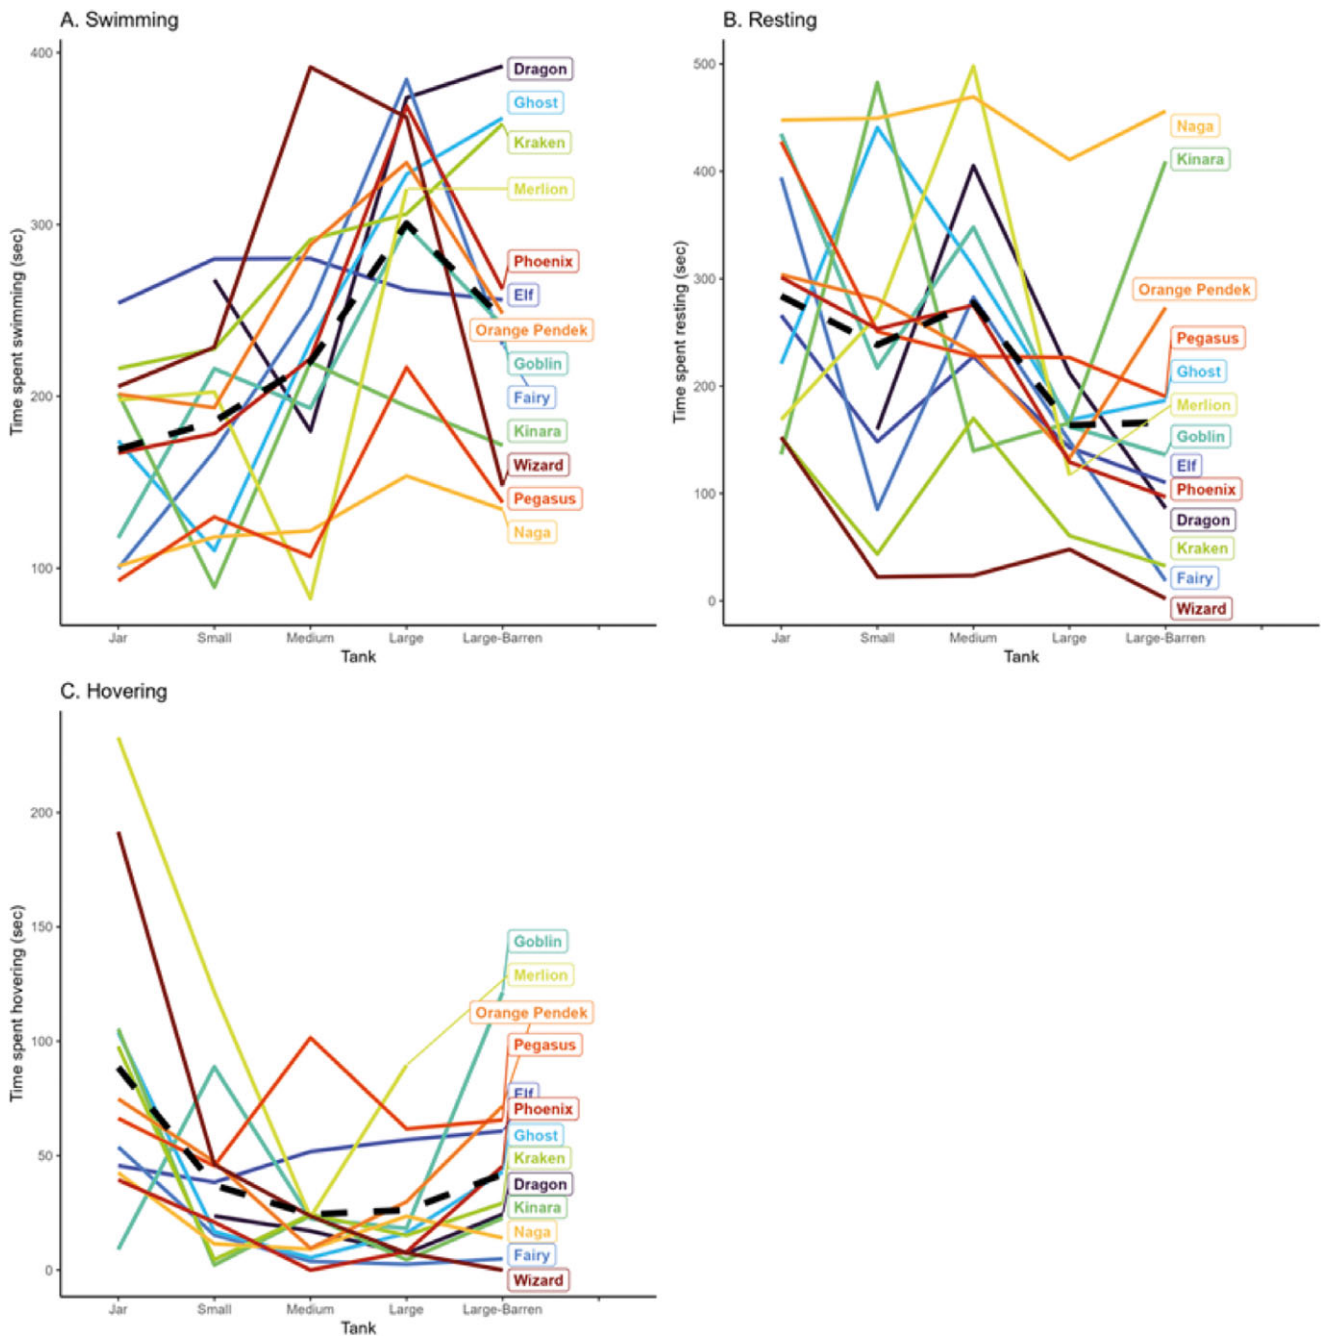 A. Swimming
Time spent swimming (sec)
400
300
200
100
Dragon
Ghost
Kraken
Merlion
Phoenix
Elf
Orange Pendek
Goblin
Fairy
Kinara
Wizard
Pegasus
Naga
Jar Small Medium Large Large-Barren
Tank
B. Resting
Time spent resting (sec)
500
400
300
200
100
0
Naga
Kinara
Orange Pendek
Pegasus
Ghost
Merlion
Goblin
Elf
Phoenix
Dragon
Kraken
Fairy
Wizard
Jar Small Medium Large Large-Barren
Tank
C. Hovering
Time spent hovering (sec)
200
150
100
50
0
Goblin
Merlion
Orange Pendek
Pegasus
Elf
Phoenix
Ghost
Kraken
Dragon
Kinara
Naga
Fairy
Wizard
Jar Small Medium Large Large-Barren
Tank